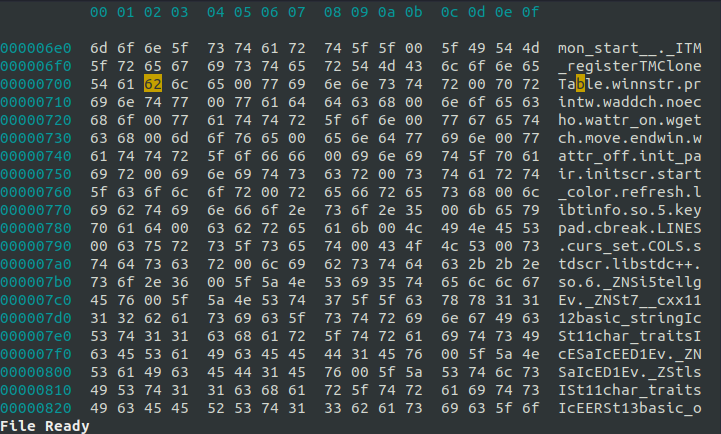 00 01 02 03 04 05 06 07 08 09 0a 0b 0c 0d 0e 0f
000006e0 6d 6f 6e 5f 73 74 61 72 74 5f 5f 00 5f 49 54 4d mon_start__._ITM
000006f0 5f 72 65 67 69 73 74 65 72 54 4d 43 6c 6f 6e 65 _registerTMClone
00000700 54 61 62 6c 65 00 77 69 6e 6e 73 74 72 00 70 72 Table.winnstr.pr
00000710 69 6e 74 77 00 77 61 64 64 63 68 00 6e 6f 65 63 intw.waddch.noec
00000720 68 6f 00 77 61 74 74 72 5f 6f 6e 00 77 67 65 74 ho.wattr_on.wget
00000730 63 68 00 6d 6f 76 65 00 65 6e 64 77 69 6e 00 77 ch.move.endwin.w
00000740 61 74 74 72 5f 6f 66 66 00 69 6e 69 74 5f 70 61 attr_off.init_pa
00000750 69 72 00 69 6e 69 74 73 63 72 00 73 74 61 72 74 ir.initscr.start
00000760 5f 63 6f 6c 6f 72 00 72 65 66 72 65 73 68 00 6c _color.refresh.l
00000770 69 62 74 69 6e 66 6f 2e 73 6f 2e 35 00 6b 65 79 ibtinfo.so.5.key
00000780 70 61 64 00 63 62 72 65 61 6b 00 4c 49 4e 45 53 pad.cbreak.LINES
00000790 00 63 75 72 73 5f 73 65 74 00 43 4f 4c 53 00 73 .curs_set.COLS.s
000007a0 74 64 73 63 72 00 6c 69 62 73 74 64 63 2b 2b 2e tdscr.libstdc++.
000007b0 73 6f 2e 36 00 5f 5a 4e 53 69 35 74 65 6c 6c 67 so.6._ZNSi5tellg
000007c0 45 76 00 5f 5a 4e 53 74 37 5f 5f 63 78 78 31 31 Ev._ZNSt7__cxx11
000007d0 31 32 62 61 73 69 63 5f 73 74 72 69 6e 67 49 63 12basic_stringIc
000007e0 53 74 31 31 63 68 61 72 5f 74 72 61 69 74 73 49 St11char_traitsI
000007f0 63 45 53 61 49 63 45 45 44 31 45 76 00 5f 5a 4e cESaIcEED1Ev._ZN
00000800 53 61 49 63 45 44 31 45 76 00 5f 5a 53 74 6c 73 SaIcED1Ev._ZStls
00000810 49 53 74 31 31 63 68 61 72 5f 74 72 61 69 74 73 ISt11char_traits
00000820 49 63 45 45 52 53 74 31 33 62 61 73 69 63 5f 6f IcEERSt13basic_o
File Ready